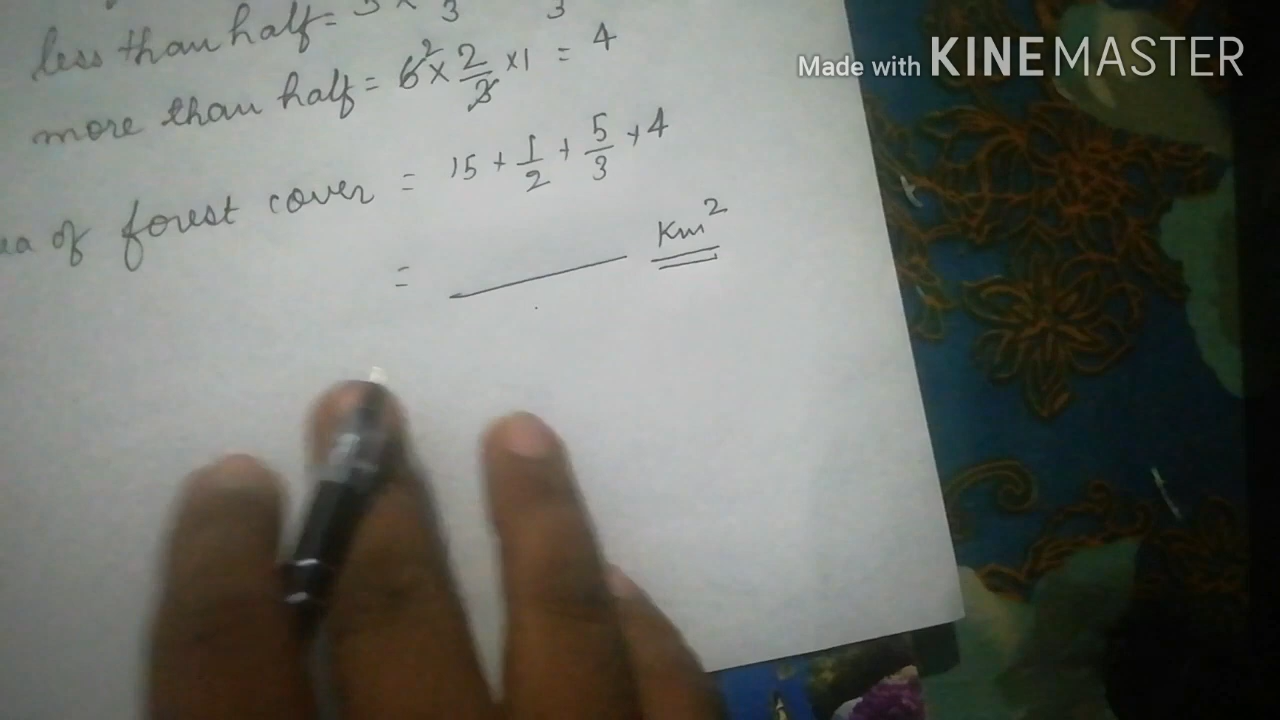 less than half =
Made with KINEMASTER
more than half = 6² × 2/3 × 1 = 4
of forest cover = 15 + 1/2 + 5/3 + 4
= ______ Km²